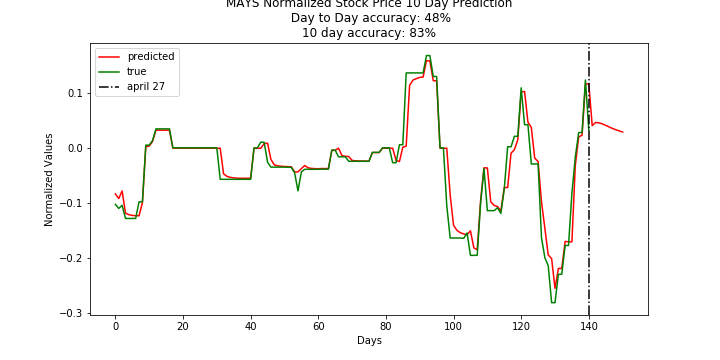 MAYS Normalized Stock Price 10 Day Prediction
Day to Day accuracy: 48%
10 day accuracy: 83%
predicted
true
april 27
Normalized Values
0.1
0.0
−0.1
−0.2
−0.3
0 20 40 60 80 100 120 140
Days